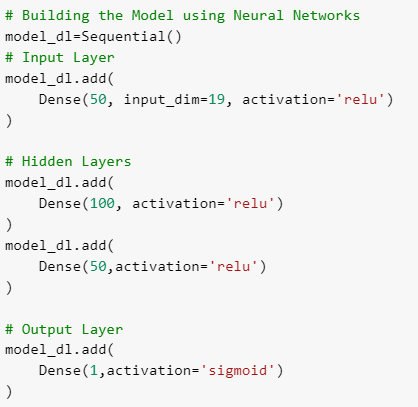 # Building the Model using Neural Networks
model_dl=Sequential()
# Input Layer
model_dl.add(
    Dense(50, input_dim=19, activation='relu')
)

# Hidden Layers
model_dl.add(
    Dense(100, activation='relu')
)
model_dl.add(
    Dense(50,activation='relu')
)

# Output Layer
model_dl.add(
    Dense(1,activation='sigmoid')
)